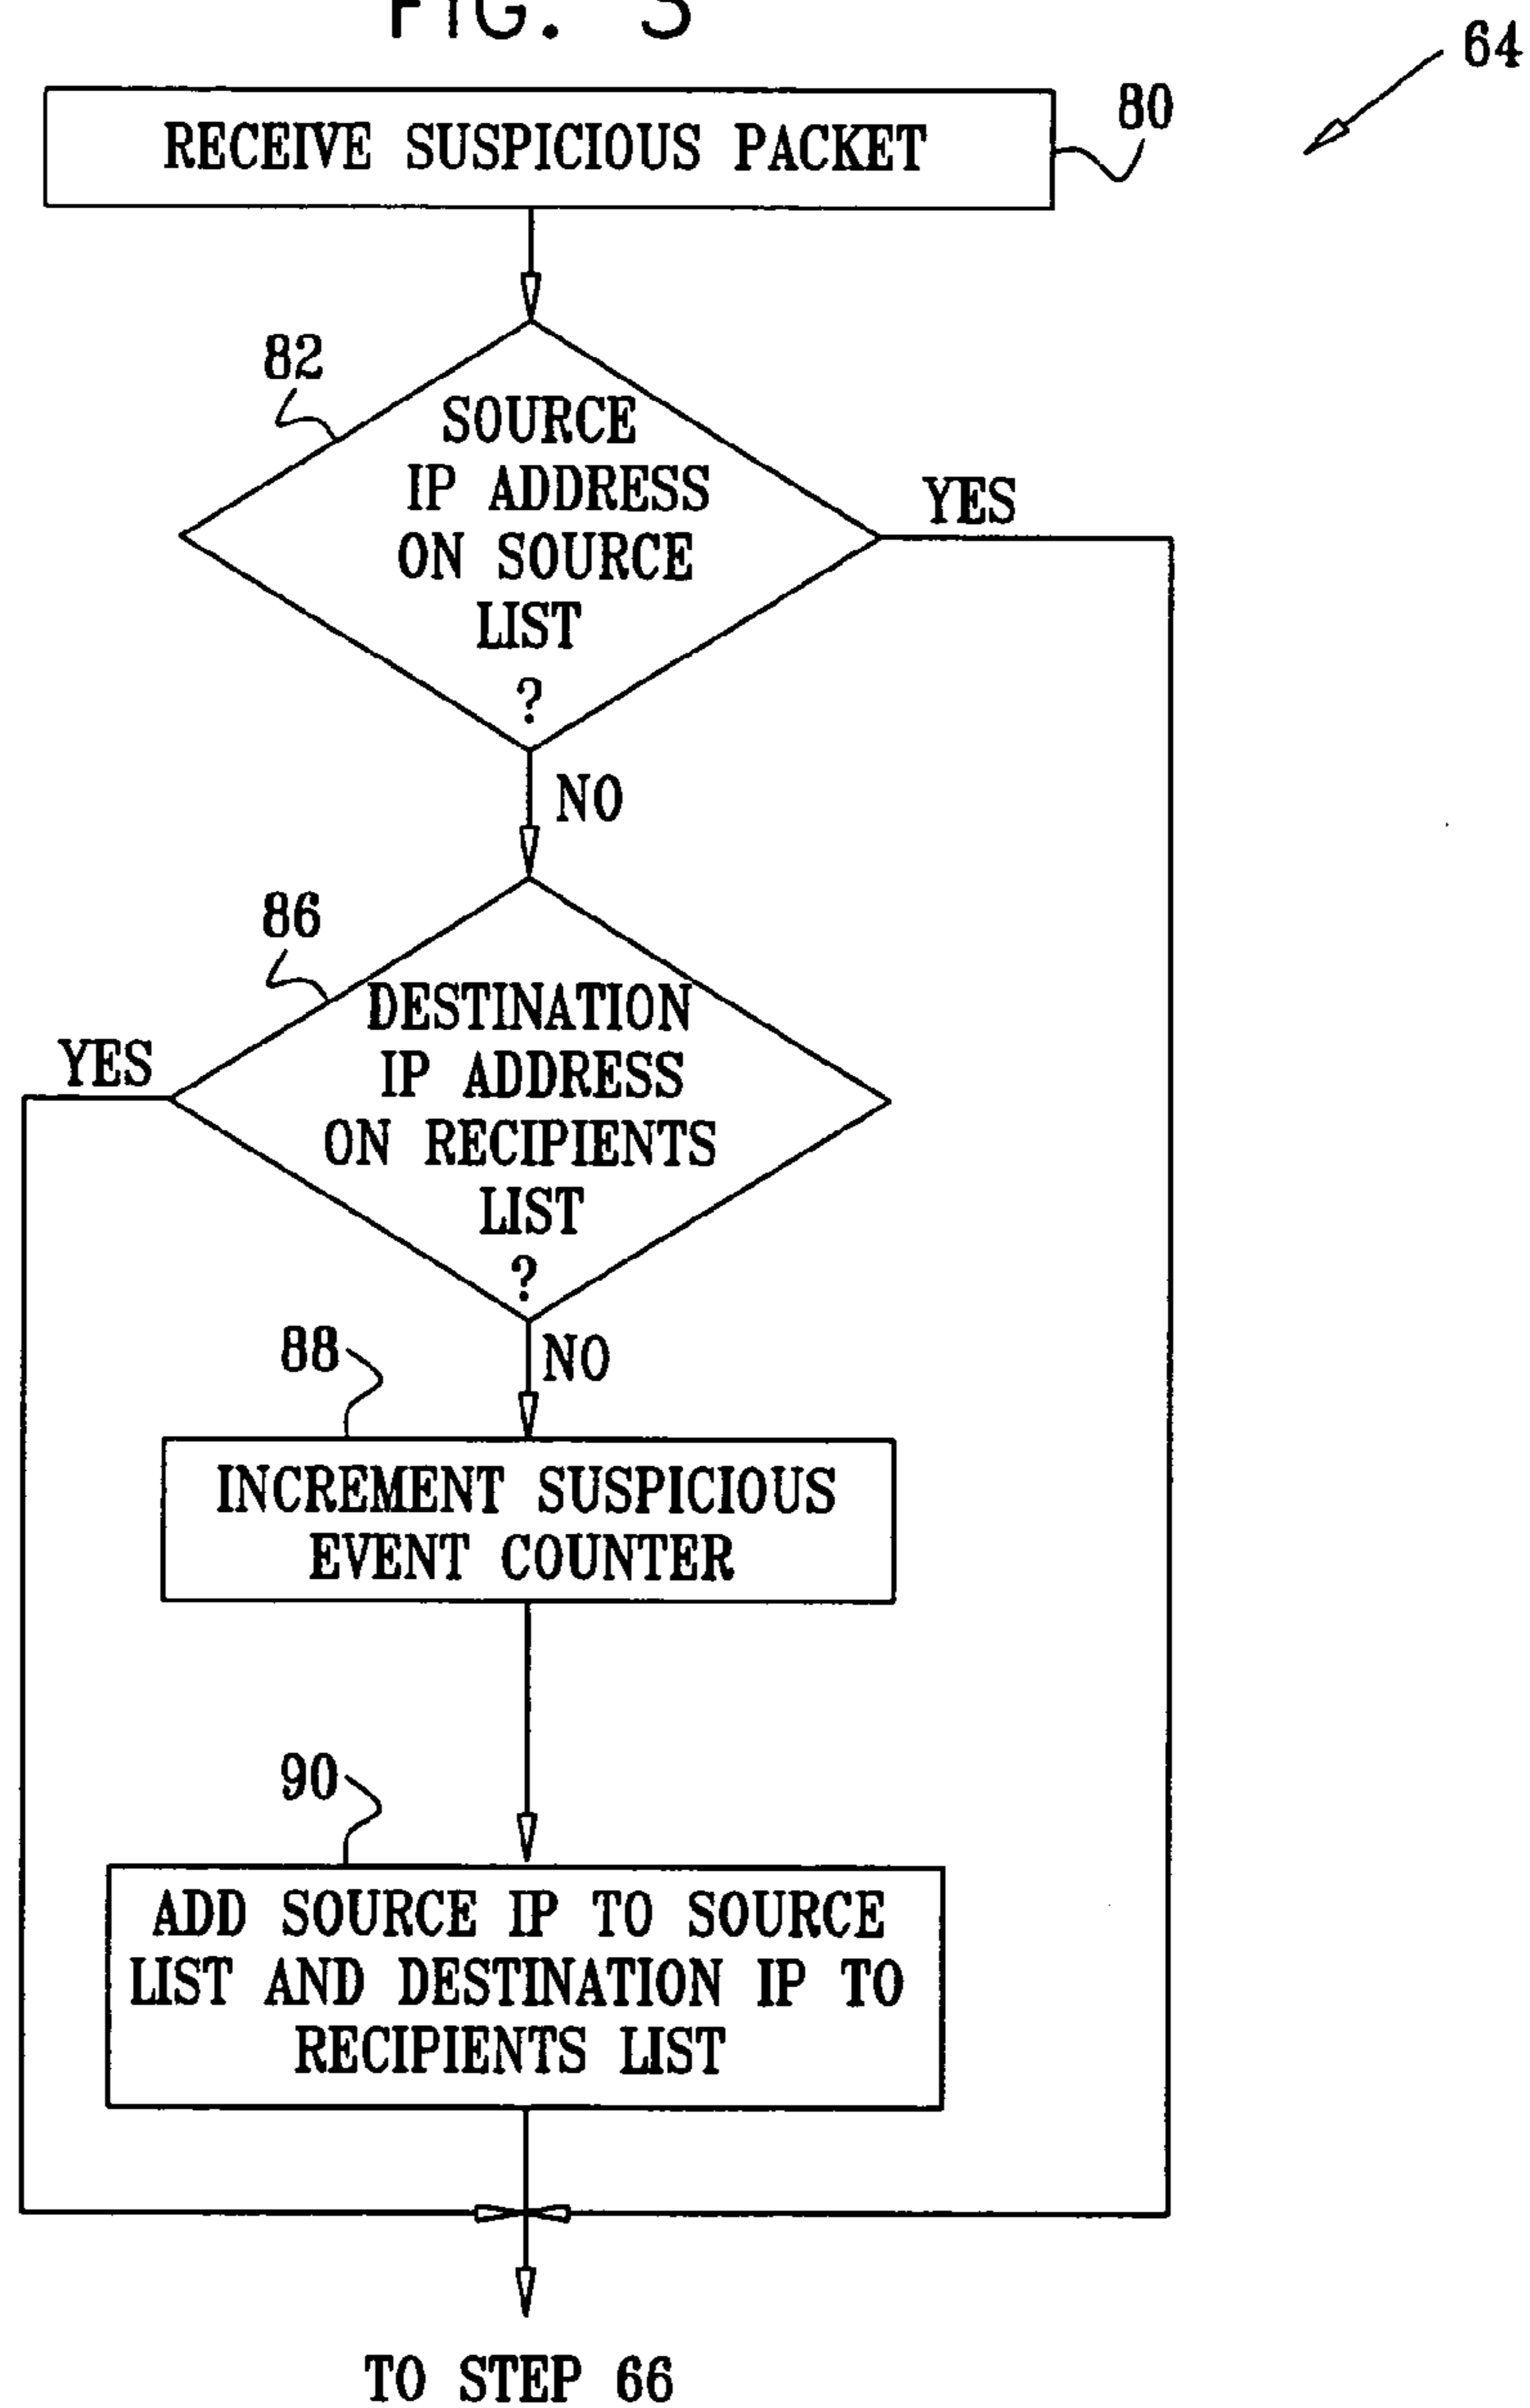 FIG. 3
64
RECEIVE SUSPICIOUS PACKET
80
82
SOURCE
IP ADDRESS
ON SOURCE
LIST
?
YES
NO
86
DESTINATION
IP ADDRESS
ON RECIPIENTS
LIST
?
YES
NO
88
INCREMENT SUSPICIOUS
EVENT COUNTER
90
ADD SOURCE IP TO SOURCE
LIST AND DESTINATION IP TO
RECIPIENTS LIST
TO STEP 66